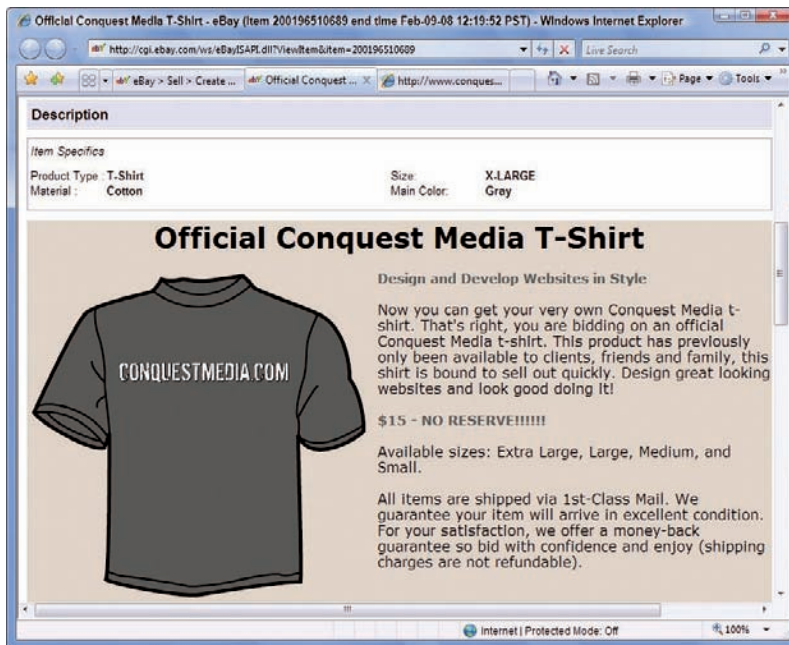 Official Conquest Media T-Shirt - eBay (item 200196510689 end time Feb-09-08 12:19:52 PST) - Windows Internet Explorer
http://cgi.ebay.com/ws/eBayISAPI.dll?ViewItem&item=200196510689
Live Search
eBay > Sell > Create ...
Official Conquest ...
http://www.conques...
Page
Tools
Description
Item Specifics
Product Type : T-Shirt Size: X-LARGE
Material : Cotton Main Color: Gray
Official Conquest Media T-Shirt
CONQUESTMEDIA.COM
Design and Develop Websites in Style
Now you can get your very own Conquest Media t-
shirt. That's right, you are bidding on an official
Conquest Media t-shirt. This product has previously
only been available to clients, friends and family, this
shirt is bound to sell out quickly. Design great looking
websites and look good doing it!
$15 - NO RESERVE!!!!!!
Available sizes: Extra Large, Large, Medium, and
Small.
All items are shipped via 1st-Class Mail. We
guarantee your item will arrive in excellent condition.
For your satisfaction, we offer a money-back
guarantee so bid with confidence and enjoy (shipping
charges are not refundable).
Internet | Protected Mode: Off
100%